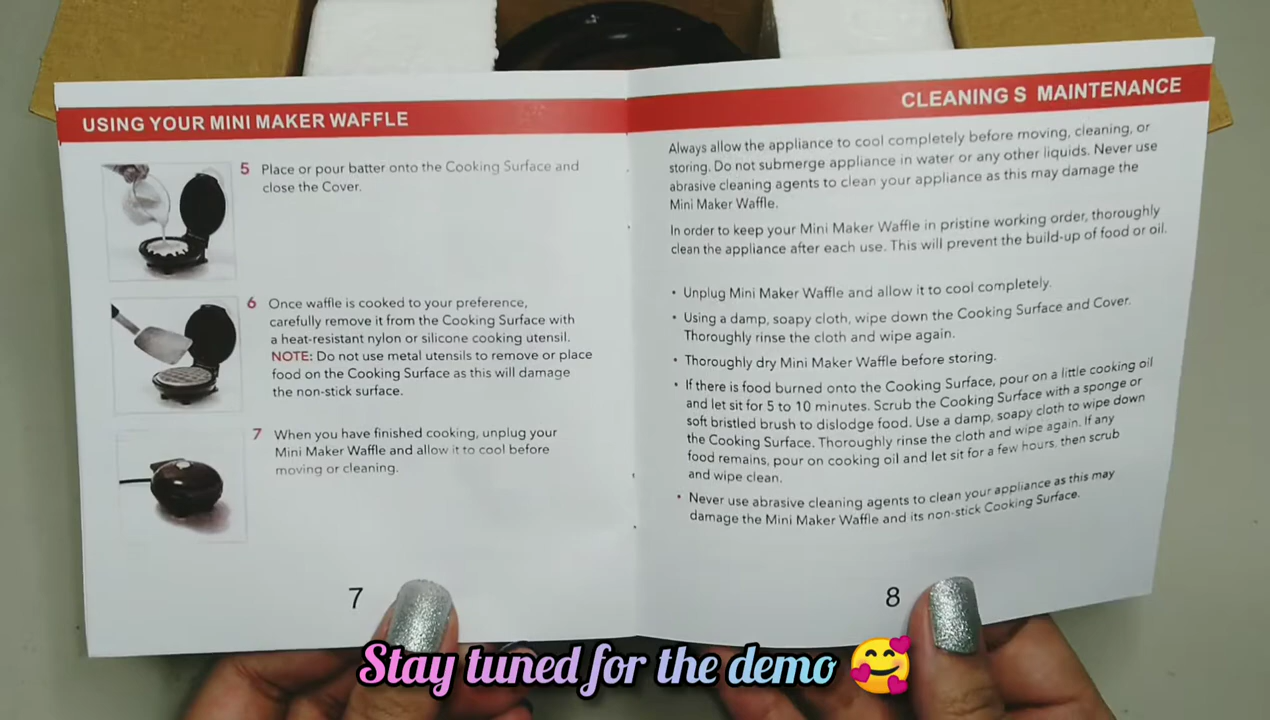 USING YOUR MINI MAKER WAFFLE
5 Place or pour batter onto the Cooking Surface and
close the Cover.
6 Once waffle is cooked to your preference,
carefully remove it from the Cooking Surface with
a heat-resistant nylon or silicone cooking utensil.
NOTE: Do not use metal utensils to remove or place
food on the Cooking Surface as this will damage
the non-stick surface.
7 When you have finished cooking, unplug your
Mini Maker Waffle and allow it to cool before
moving or cleaning.
7
CLEANING S MAINTENANCE
Always allow the appliance to cool completely before moving, cleaning, or
storing. Do not submerge appliance in water or any other liquids. Never use
abrasive cleaning agents to clean your appliance as this may damage the
Mini Maker Waffle.
In order to keep your Mini Maker Waffle in pristine working order, thoroughly
clean the appliance after each use. This will prevent the build-up of food or oil.
• Unplug Mini Maker Waffle and allow it to cool completely.
• Using a damp, soapy cloth, wipe down the Cooking Surface and Cover.
Thoroughly rinse the cloth and wipe again.
• Thoroughly dry Mini Maker Waffle before storing.
• If there is food burned onto the Cooking Surface, pour on a little cooking oil
and let sit for 5 to 10 minutes. Scrub the Cooking Surface with a sponge or
soft bristled brush to dislodge food. Use a damp, soapy cloth to wipe down
the Cooking Surface. Thoroughly rinse the cloth and wipe again. If any
food remains, pour on cooking oil and let sit for a few hours, then scrub
and wipe clean.
• Never use abrasive cleaning agents to clean your appliance as this may
damage the Mini Maker Waffle and its non-stick Cooking Surface.
8
Stay tuned for the demo 🥰